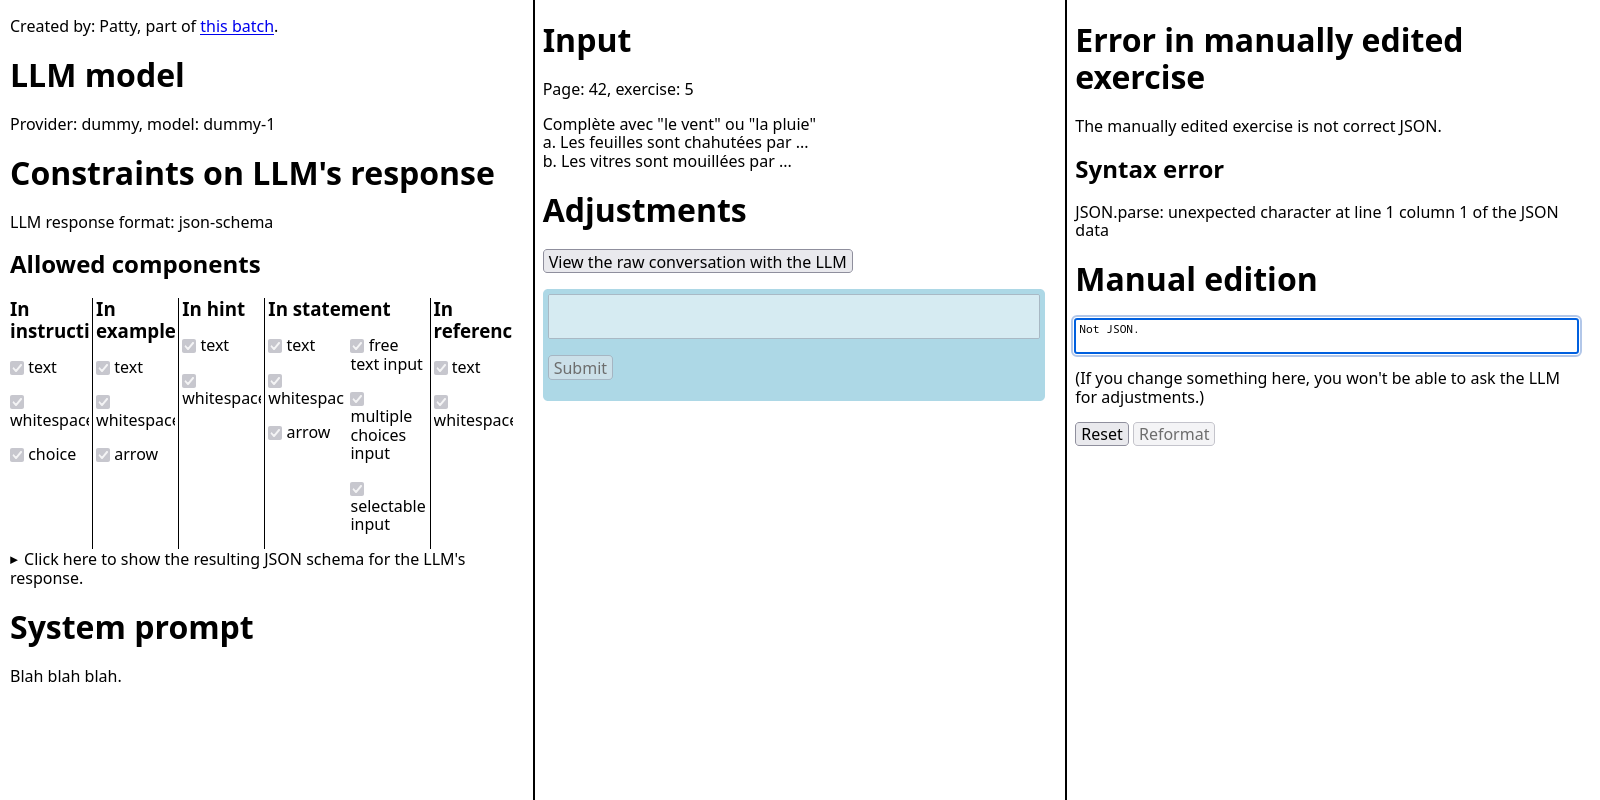 Created by: Patty, part of this batch.
LLM model
Provider: dummy, model: dummy-1
Constraints on LLM's response
LLM response format: json-schema
Allowed components
In
instructi
text
whitespace
choice
In
example
text
whitespace
arrow
In hint
text
whitespace
In statement
text
whitespac
arrow
free
text input
multiple
choices
input
selectable
input
In
referenc
text
whitespace
▸ Click here to show the resulting JSON schema for the LLM's
response.
System prompt
Blah blah blah.
Input
Page: 42, exercise: 5
Complète avec "le vent" ou "la pluie"
a. Les feuilles sont chahutées par ...
b. Les vitres sont mouillées par ...
Adjustments
View the raw conversation with the LLM
Submit
Error in manually edited
exercise
The manually edited exercise is not correct JSON.
Syntax error
JSON.parse: unexpected character at line 1 column 1 of the JSON
data
Manual edition
Not JSON.
(If you change something here, you won't be able to ask the LLM
for adjustments.)
Reset Reformat